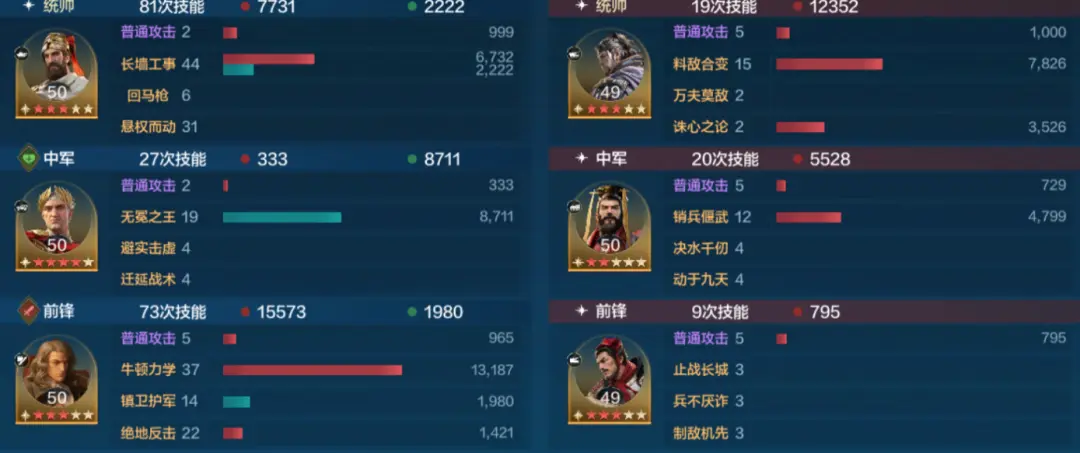 统帅 81次技能 7731 2222
普通攻击 2 999
长墙工事 44 6,732
2,222
回马枪 6
悬权而动 31
50
中军 27次技能 333 8711
普通攻击 2 333
无冕之王 19 8,711
避实击虚 4
迂延战术 4
50
前锋 73次技能 15573 1980
普通攻击 5 965
牛顿力学 37 13,187
镇卫护军 14 1,980
绝地反击 22 1,421
50
统帅 19次技能 12352
普通攻击 5 1,000
料敌合变 15 7,826
万夫莫敌 2
诛心之论 2 3,526
49
中军 20次技能 5528
普通攻击 5 729
销兵偃武 12 4,799
决水千仞 4
动于九天 4
50
前锋 9次技能 795
普通攻击 5 795
止战长城 3
兵不厌诈 3
制敌机先 3
49